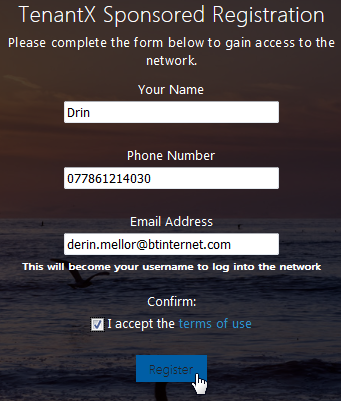 TenantX Sponsored Registration
Please complete the form below to gain access to the
network.
Your Name
Drin
Phone Number
077861214030
Email Address
derin.mellor@btinternet.com
This will become your username to log into the network
Confirm:
I accept the terms of use
Register